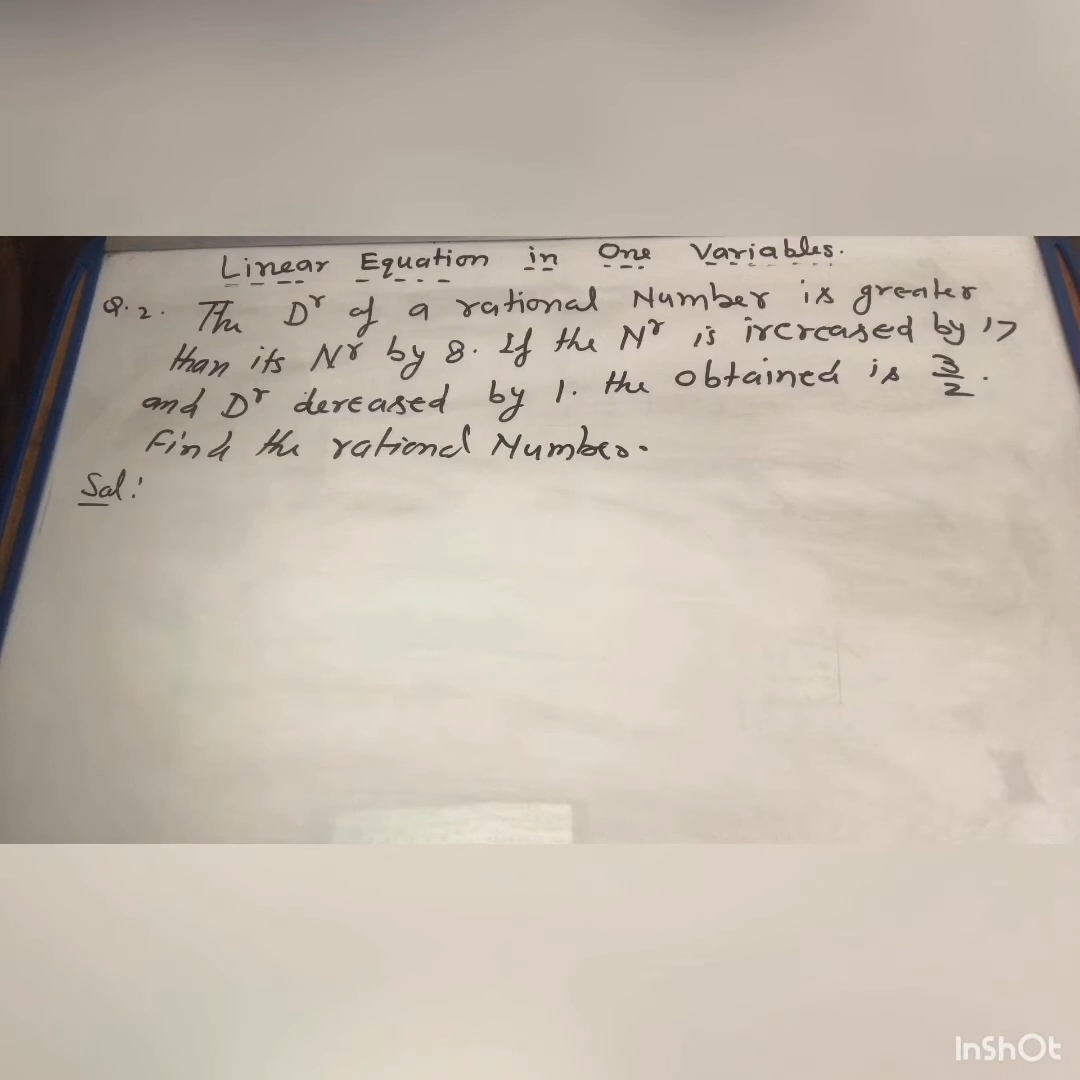 Linear Equation in One Variables.
Q.2. The Dr of a rational Number is greater
than its Nr by 8. If the Nr is ircreased by 17
and Dr dereased by 1. the obtained is 3/2.
Find the rational Number.
Sol:
InShOt